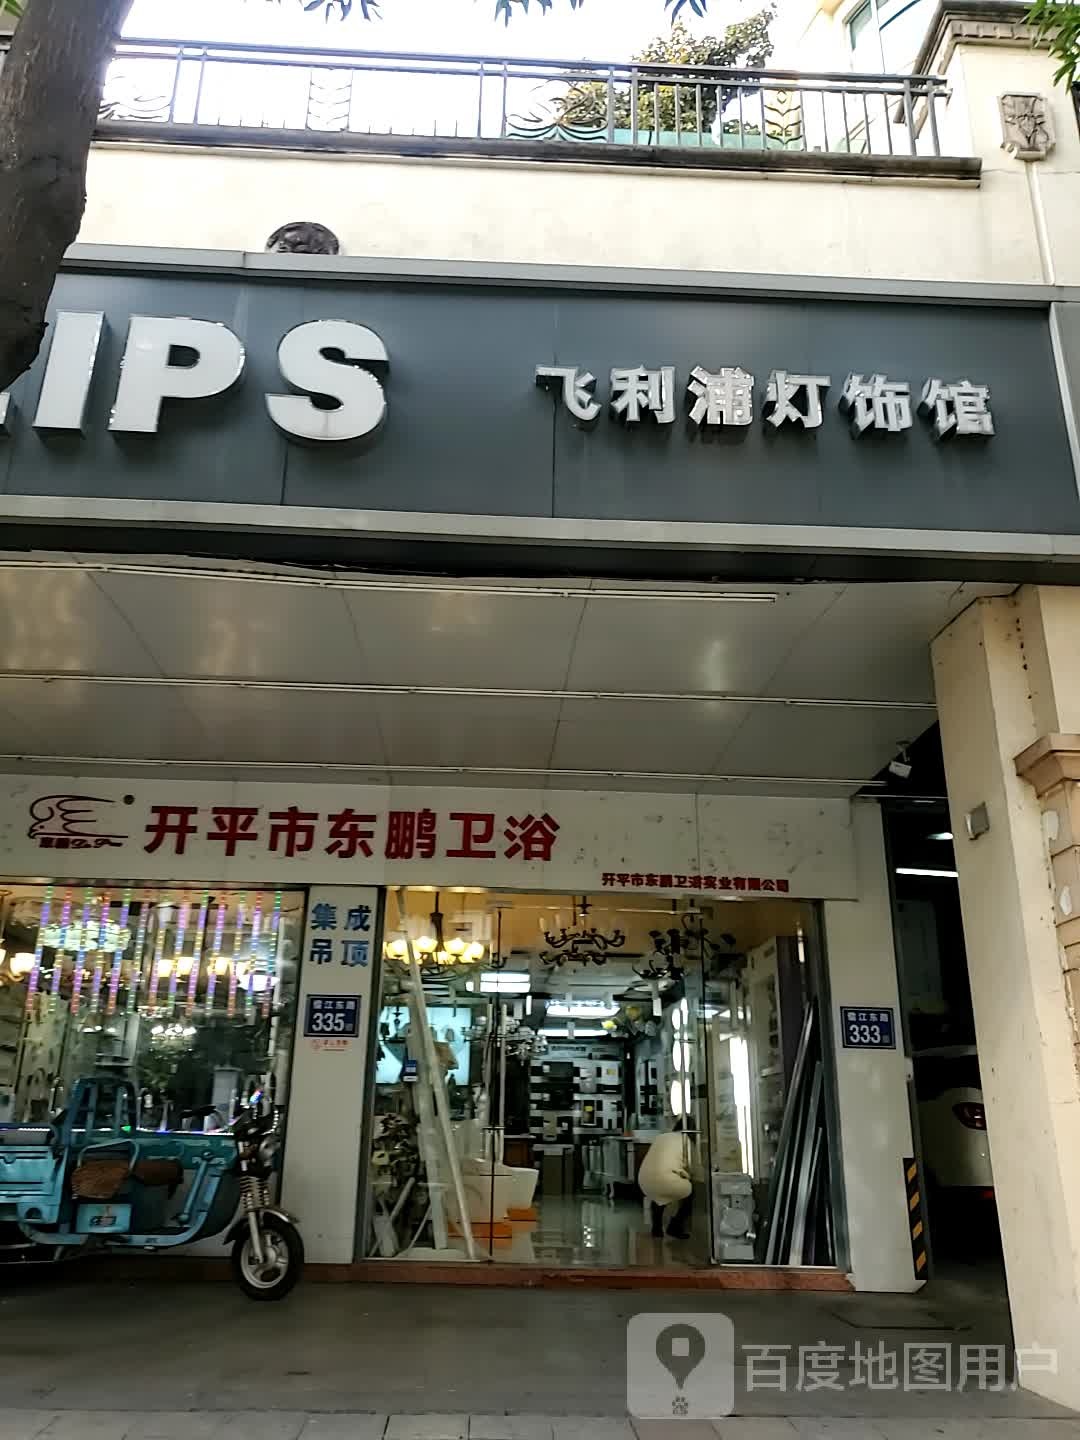 LIPS 飞利浦灯饰馆
开平市东鹏卫浴
开平市东鹏卫浴实业有限公司
集成
吊顶
335
333
百度地图用户